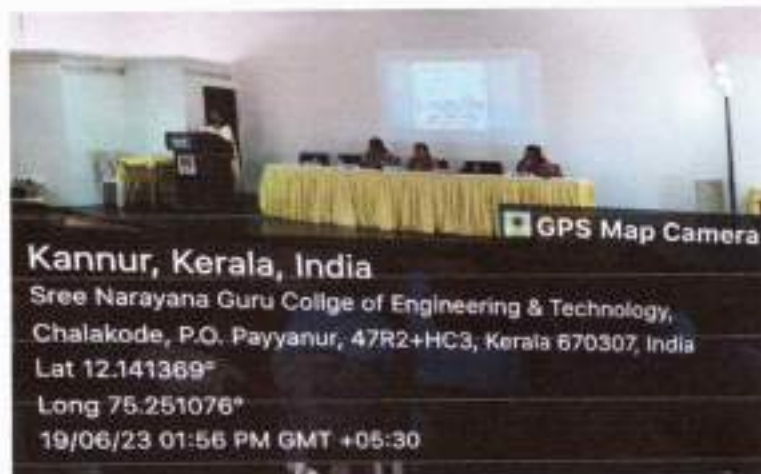 GPS Map Camera
Kannur, Kerala, India
Sree Narayana Guru Collge of Engineering & Technology,
Chalakode, P.O. Payyanur, 47R2+HC3, Kerala 670307, India
Lat 12.141369°
Long 75.251076°
19/06/23 01:56 PM GMT +05:30